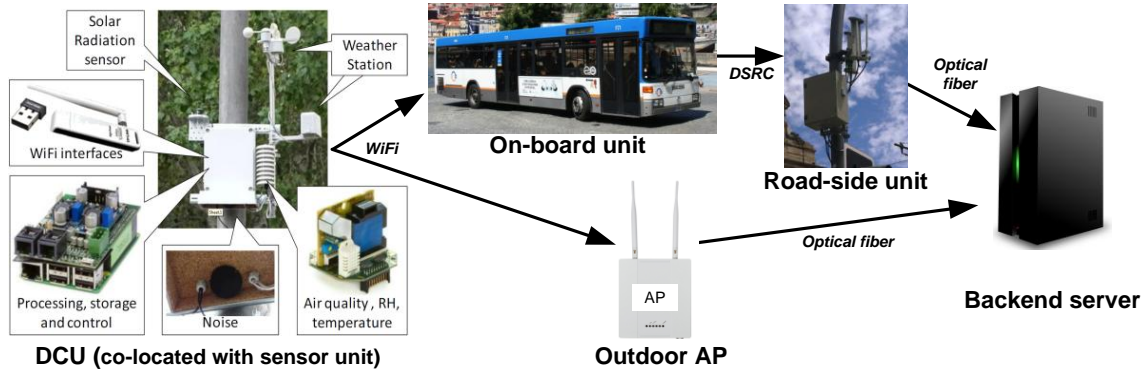 Solar
Radiation
sensor
Weather
Station
WiFi interfaces
Processing, storage
and control
Noise
Air quality , RH,
temperature
DCU (co-located with sensor unit)
WiFi
On-board unit
DSRC
Road-side unit
Optical
fiber
AP
Outdoor AP
Optical fiber
Backend server